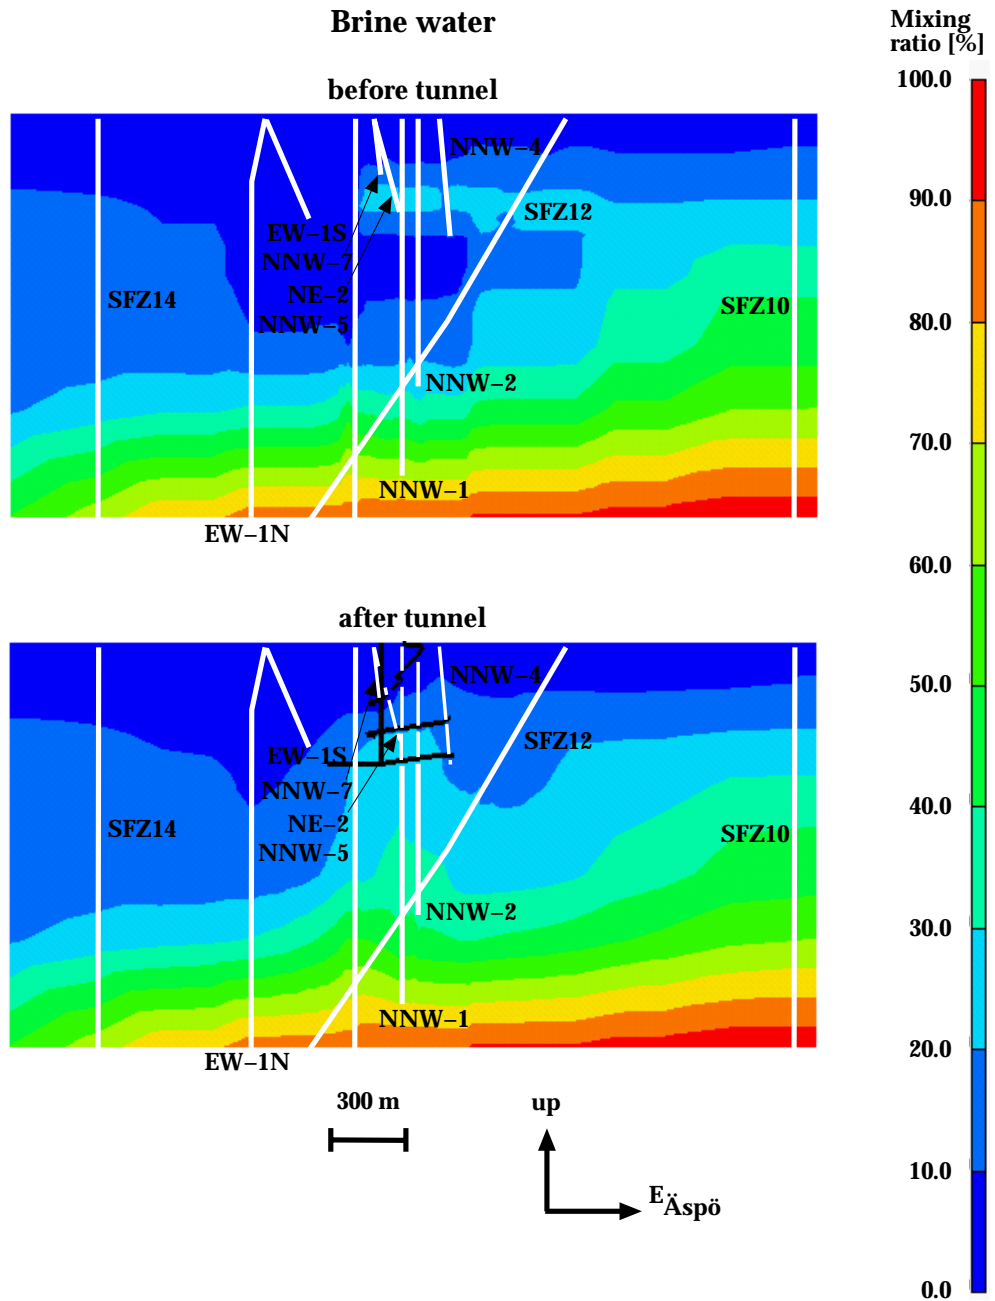 Brine water
Mixing
ratio [%]
before tunnel
100.0
90.0
80.0
70.0
60.0
50.0
40.0
30.0
20.0
10.0
0.0
NNW–4
SFZ12
EW–1S
NNW–7
NE–2
NNW–5
SFZ14
SFZ10
NNW–2
NNW–1
EW–1N
after tunnel
NNW–4
SFZ12
EW–1S
NNW–7
NE–2
NNW–5
SFZ14
SFZ10
NNW–2
NNW–1
EW–1N
300 m
up
E Äspö